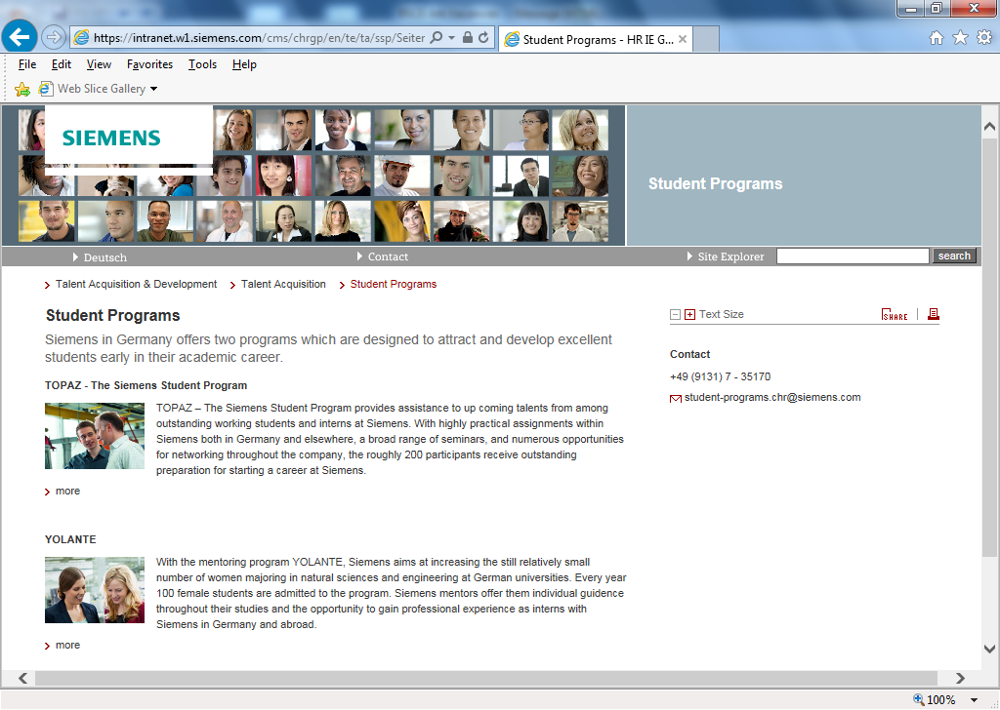 https://intranet.w1.siemens.com/cms/chrgp/en/te/ta/ssp/Seiter
Student Programs - HR IE G...
File Edit View Favorites Tools Help
Web Slice Gallery
SIEMENS
Student Programs
Deutsch
Contact
Site Explorer
search
Talent Acquisition & Development
Talent Acquisition
Student Programs
Student Programs
Siemens in Germany offers two programs which are designed to attract and develop excellent
students early in their academic career.
TOPAZ - The Siemens Student Program
TOPAZ – The Siemens Student Program provides assistance to up coming talents from among
outstanding working students and interns at Siemens. With highly practical assignments within
Siemens both in Germany and elsewhere, a broad range of seminars, and numerous opportunities
for networking throughout the company, the roughly 200 participants receive outstanding
preparation for starting a career at Siemens.
more
YOLANTE
With the mentoring program YOLANTE, Siemens aims at increasing the still relatively small
number of women majoring in natural sciences and engineering at German universities. Every year
100 female students are admitted to the program. Siemens mentors offer them individual guidence
throughout their studies and the opportunity to gain professional experience as interns with
Siemens in Germany and abroad.
more
Text Size
SHARE
Contact
+49 (9131) 7 - 35170
student-programs.chr@siemens.com
100%